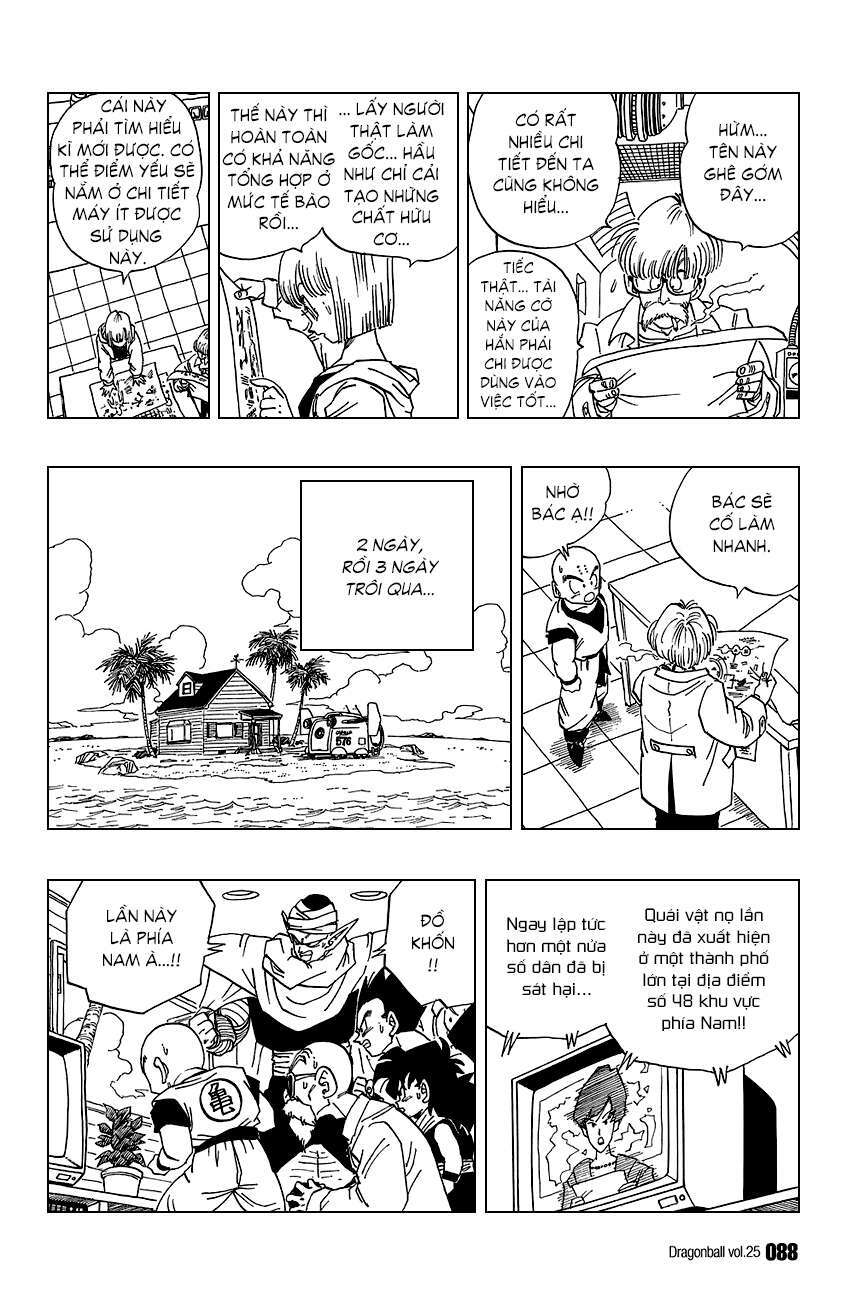 HỪM...
TÊN NÀY
GHÊ GỚM
ĐÂY...
CÓ RẤT
NHIỀU CHI
TIẾT ĐẾN TA
CŨNG KHÔNG
HIỂU...
TIẾC
THẬT... TÀI
NĂNG CỠ
NÀY CỦA
HẮN PHẢI
CHI ĐƯỢC
DÙNG VÀO
VIỆC TỐT...
... LẤY NGƯỜI
THẬT LÀM
GỐC... HẦU
NHƯ CHỈ CẢI
TẠO NHỮNG
CHẤT HỮU
CƠ...
THẾ NÀY THÌ
HOÀN TOÀN
CÓ KHẢ NĂNG
TỔNG HỢP Ở
MỨC TẾ BÀO
RỒI...
CÁI NÀY
PHẢI TÌM HIỂU
KĨ MỚI ĐƯỢC. CÓ
THỂ ĐIỂM YẾU SẼ
NẰM Ở CHI TIẾT
MÁY ÍT ĐƯỢC
SỬ DỤNG
NÀY.
BÁC SẼ
CỐ LÀM
NHANH.
NHỜ
BÁC Ạ!!
2 NGÀY,
RỒI 3 NGÀY
TRÔI QUA...
576
Quái vật nọ lần
này đã xuất hiện
ở một thành phố
lớn tại địa điểm
số 48 khu vực
phía Nam!!
Ngay lập tức
hơn một nửa
số dân đã bị
sát hại...
ĐỒ
KHỐN
!!
LẦN NÀY
LÀ PHÍA
NAM À...!!
亀
Dragonball vol.25 088